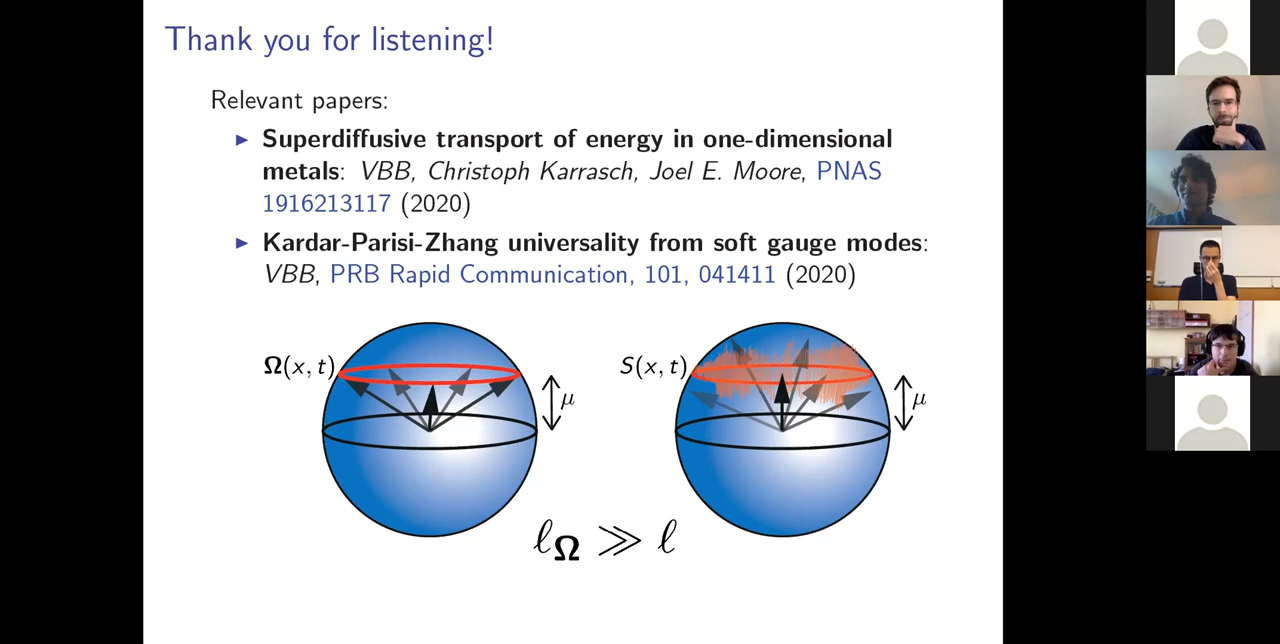 Thank you for listening!
Relevant papers:
▶ Superdiffusive transport of energy in one-dimensional
metals: VBB, Christoph Karrasch, Joel E. Moore, PNAS
1916213117 (2020)
▶ Kardar-Parisi-Zhang universality from soft gauge modes:
VBB, PRB Rapid Communication, 101, 041411 (2020)
Ω(x, t)
μ
S(x, t)
μ
ℓ_Ω ≫ ℓ